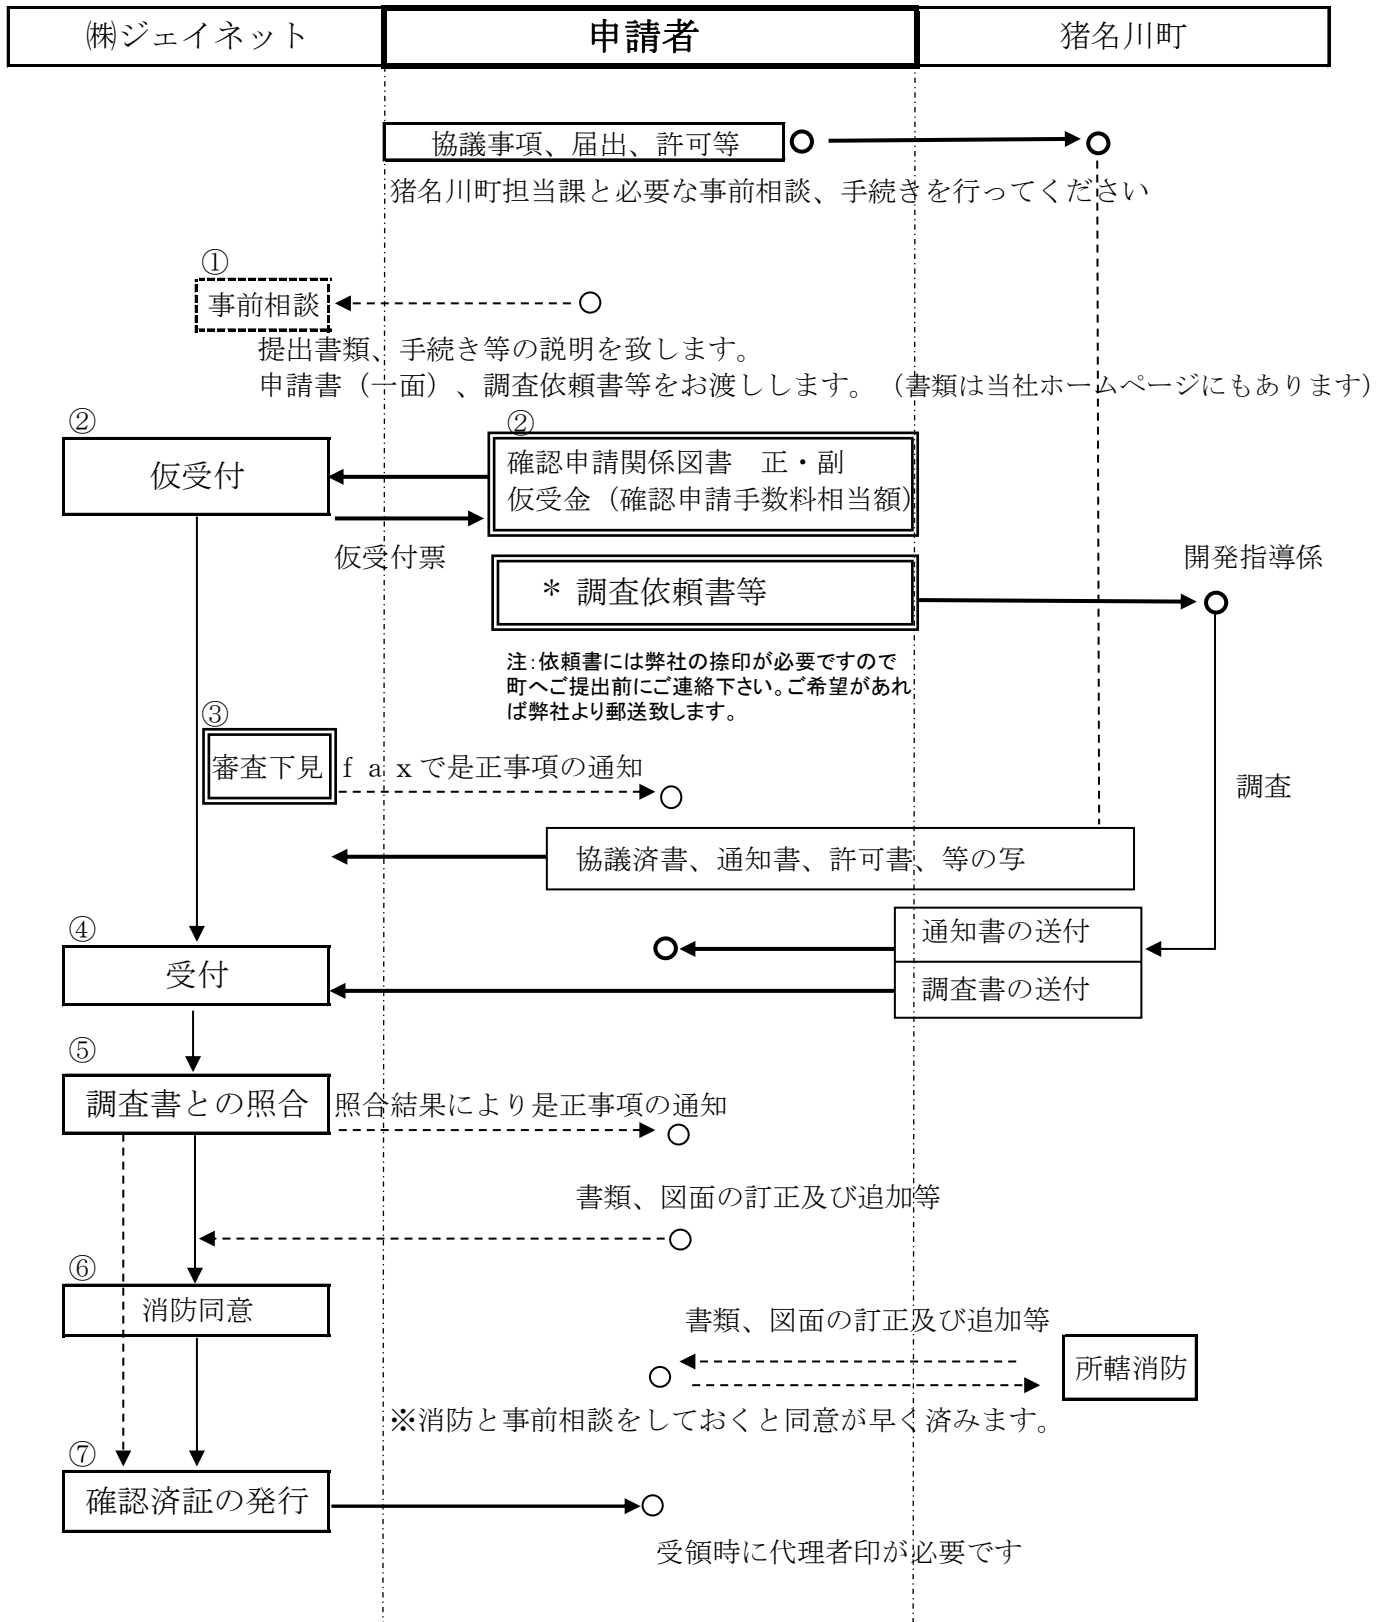 ㈱ジェイネット
申請者
猪名川町
協議事項、届出、許可等
猪名川町担当課と必要な事前相談、手続きを行ってください
①
事前相談
提出書類、手続き等の説明を致します。
申請書（一面）、調査依頼書等をお渡しします。（書類は当社ホームページにもあります）
②
仮受付
②
確認申請関係図書　正・副
仮受金（確認申請手数料相当額）
仮受付票
＊ 調査依頼書等
開発指導係
注：依頼書には弊社の捺印が必要ですので
町へご提出前にご連絡下さい。ご希望があれ
ば弊社より郵送致します。
③
審査下見
ｆａｘで是正事項の通知
調査
協議済書、通知書、許可書、等の写
④
受付
通知書の送付
調査書の送付
⑤
調査書との照合
照合結果により是正事項の通知
書類、図面の訂正及び追加等
⑥
消防同意
書類、図面の訂正及び追加等
所轄消防
※消防と事前相談をしておくと同意が早く済みます。
⑦
確認済証の発行
受領時に代理者印が必要です